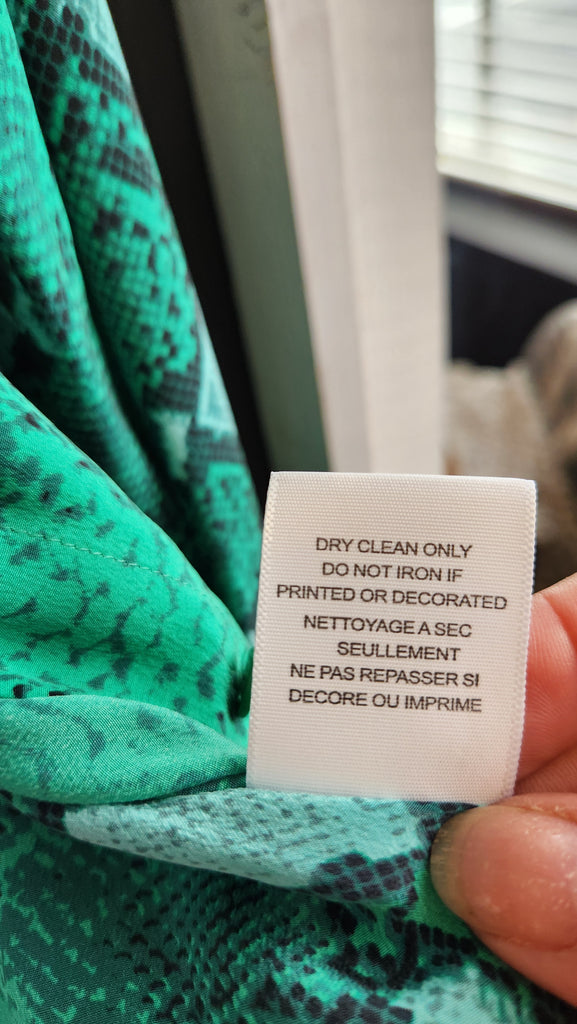 DRY CLEAN ONLY
DO NOT IRON IF
PRINTED OR DECORATED
NETTOYAGE A SEC
SEULLEMENT
NE PAS REPASSER SI
DECORE OU IMPRIME